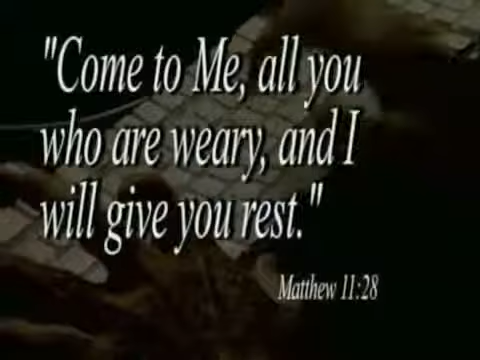 "Come to Me, all you
who are weary, and I
will give you rest."
Matthew 11:28